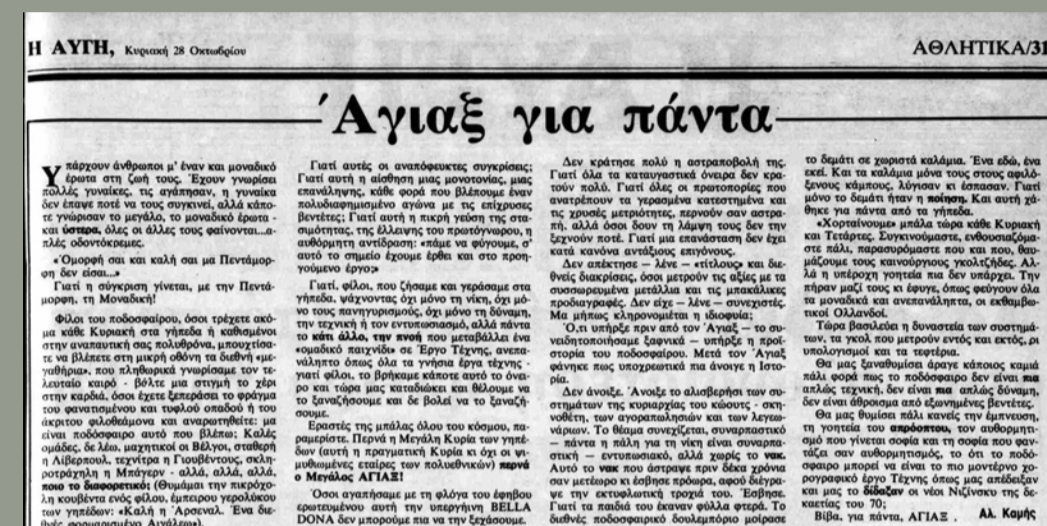 Η ΑΥΓΗ, Κυριακή 28 Οκτωβρίου
ΑΘΛΗΤΙΚΑ/31
Άγιαξ για πάντα
Υπάρχουν άνθρωποι μ' έναν και μοναδικό
έρωτα στη ζωή τους. Έχουν γνωρίσει
πολλές γυναίκες, τις αγάπησαν, η γυναίκα
δεν έπαψε ποτέ να τους συγκινεί, αλλά κάπο-
τε γνώρισαν το μεγάλο, το μοναδικό έρωτα -
και ύστερα, όλες οι άλλες τους φαίνονται...α-
πλές οδοντόκρεμες.
«Όμορφη σαι και καλή σαι μα Πεντάμορ-
φη δεν είσαι...»
Γιατί η σύγκριση γίνεται, με την Πεντά-
μορφη, τη Μοναδική!
Φίλοι του ποδοσφαίρου, όσοι τρέχετε ακό-
μα κάθε Κυριακή στα γήπεδα ή καθισμένοι
στην αναπαυτική σας πολυθρόνα, μπουχτίσα-
τε να βλέπετε στη μικρή οθόνη τα διεθνή «με-
γαθήρια», που πληθωρικά γνωρίσαμε τον τε-
λευταίο καιρό - βάλτε μια στιγμή το χέρι
στην καρδιά, όσοι έχετε ξεπεράσει το φράγμα
του φανατισμένου και τυφλού οπαδού ή του
άκριτου φιλοθεάμονα και αναρωτηθείτε: μα
είναι ποδόσφαιρο αυτό που βλέπω; Καλές
ομάδες, δε λέω, μαχητικοί οι Βέλγοι, σταθερή
η Λίβερπουλ, τεχνίτρα η Γιουβέντους, σκλη-
ροτράχηλη η Μπάγερν - αλλά, αλλά, αλλά,
ποιο το διαφορετικό; (Θυμάμαι την πικρόχο-
λη κουβέντα ενός φίλου, έμπειρου γερολύκου
των γηπέδων: «Καλή η Άρσεναλ. Ένα διε-
θνές φορμαρισμένο Αιγάλεω»).
Γιατί αυτές οι αναπόφευκτες συγκρίσεις;
Γιατί αυτή η αίσθηση μιας μονοτονίας, μιας
επανάληψης, κάθε φορά που βλέπουμε έναν
πολυδιαφημισμένο αγώνα με τις επίχρυσες
βεντέτες; Γιατί αυτή η πικρή γεύση της στα-
σιμότητας, της έλλειψης του πρωτόγνωρου, η
αυθόρμητη αντίδραση: «πάμε να φύγουμε, σ'
αυτό το σημείο έχουμε έρθει και στο προη-
γούμενο έργο;»
Γιατί, φίλοι, που ζήσαμε και γεράσαμε στα
γήπεδα, ψάχνοντας όχι μόνο τη νίκη, όχι μό-
νο τους πανηγυρισμούς, όχι μόνο τη δύναμη,
την τεχνική ή τον εντυπωσιασμό, αλλά πάντα
το κάτι άλλο, την πνοή που μεταβάλλει ένα
«ομαδικό παιχνίδι» σε Έργο Τέχνης, ανεπα-
νάληπτο όπως όλα τα γνήσια έργα τέχνης -
γιατί φίλοι, το βρήκαμε κάποτε αυτό το όνει-
ρο και τώρα μας καταδιώκει και θέλουμε να
το ξαναζήσουμε και δε βολεί να το ξαναζή-
σουμε.
Εραστές της μπάλας όλου του κόσμου, πα-
ραμερίστε. Περνά η Μεγάλη Κυρία των γηπέ-
δων (αυτή η πραγματική Κυρία κι όχι οι ψι-
μυθιωμένες εταίρες των πολυεθνικών) περνά
ο Μεγάλος ΑΓΙΑΞ!
Όσοι αγαπήσαμε με τη φλόγα του έφηβου
ερωτευμένου αυτή την υπεργήινη BELLA
DONA δεν μπορούμε πια να την ξεχάσουμε.
Δεν κράτησε πολύ η αστραποβολή της.
Γιατί όλα τα καταυγαστικά όνειρα δεν κρα-
τούν πολύ. Γιατί όλες οι πρωτοπορίες που
ανατρέπουν τα γερασμένα κατεστημένα και
τις χρυσές μετριότητες, περνούν σαν αστρα-
πή, αλλά όσοι δουν τη λάμψη τους δεν την
ξεχνούν ποτέ. Γιατί μια επανάσταση δεν έχει
κατά κανόνα αντάξιους επιγόνους.
Δεν απέκτησε – λένε – «τίτλους» και διε-
θνείς διακρίσεις, όσοι μετρούν τις αξίες με τα
συσσωρευμένα μετάλλια και τις μπακάλικες
προδιαγραφές. Δεν είχε – λένε – συνεχιστές.
Μα μήπως κληρονομιέται η ιδιοφυία;
Ό,τι υπήρξε πριν από τον Άγιαξ – το συ-
νειδητοποιήσαμε ξαφνικά – υπήρξε η προϊ-
στορία του ποδοσφαίρου. Μετά τον Άγιαξ
φάνηκε πως υποχρεωτικά πια άνοιγε η Ιστο-
ρία.
Δεν άνοιξε. Άνοιξε το αλισβερήσι των συ-
στημάτων της κυριαρχίας του κόουτς - σκη-
νοθέτη, των αγοραπωλησιών και των λεγεω-
νάριων. Το θέαμα συνεχίζεται, συναρπαστικό
– πάντα η πάλη για τη νίκη είναι συναρπα-
στική – εντυπωσιακό, αλλά χωρίς το νακ.
Αυτό το νακ που άστραψε πριν δέκα χρόνια
σαν μετέωρο κι έσβησε πρόωρα, αφού διέγρα-
ψε την εκτυφλωτική τροχιά του. Έσβησε.
Γιατί τα παιδιά του έκαναν φύλλα φτερά. Το
διεθνές ποδοσφαιρικό δουλεμπόριο μοίρασε
το δεμάτι σε χωριστά καλάμια. Ένα εδώ, ένα
εκεί. Και τα καλάμια μόνα τους στους αφιλό-
ξενους κάμπους, λύγισαν κι έσπασαν. Γιατί
μόνο το δεμάτι ήταν η ποίηση. Και αυτή χά-
θηκε για πάντα από τα γήπεδα.
«Χορταίνουμε» μπάλα τώρα κάθε Κυριακή
και Τετάρτες. Συγκινούμαστε, ενθουσιαζόμα-
στε πάλι, παρασυρόμαστε που και που, θαυ-
μάζουμε τους καινούργιους γκολτζήδες. Αλ-
λά η υπέροχη γοητεία πια δεν υπάρχει. Την
πήραν μαζί τους κι έφυγε, όπως φεύγουν όλα
τα μοναδικά και ανεπανάληπτα, οι εκθαμβω-
τικοί Ολλανδοί.
Τώρα βασιλεύει η δυναστεία των συστημά-
των, τα γκολ που μετρούν εντός και εκτός, οι
υπολογισμοί και τα τεφτέρια.
Θα μας ξαναθυμίσει άραγε κάποιος καμιά
πάλι φορά πως το ποδόσφαιρο δεν είναι πια
απλώς τεχνική, δεν είναι πια απλώς δύναμη,
δεν είναι άθροισμα από εξωνημένες βεντέτες.
Θα μας θυμίσει πάλι κανείς την έμπνευση,
τη γοητεία του απρόοπτου, τον αυθορμητι-
σμό που γίνεται σοφία και τη σοφία που φαν-
τάζει σαν αυθορμητισμός, το ότι το ποδό-
σφαιρο μπορεί να είναι το πιο μοντέρνο χο-
ρογραφικό έργο Τέχνης όπως μας απέδειξαν
και μας το δίδαξαν οι νέοι Νιζίνσκυ της δε-
καετίας του 70;
Βίβα, για πάντα, ΑΓΙΑΞ .
Αλ. Καμής